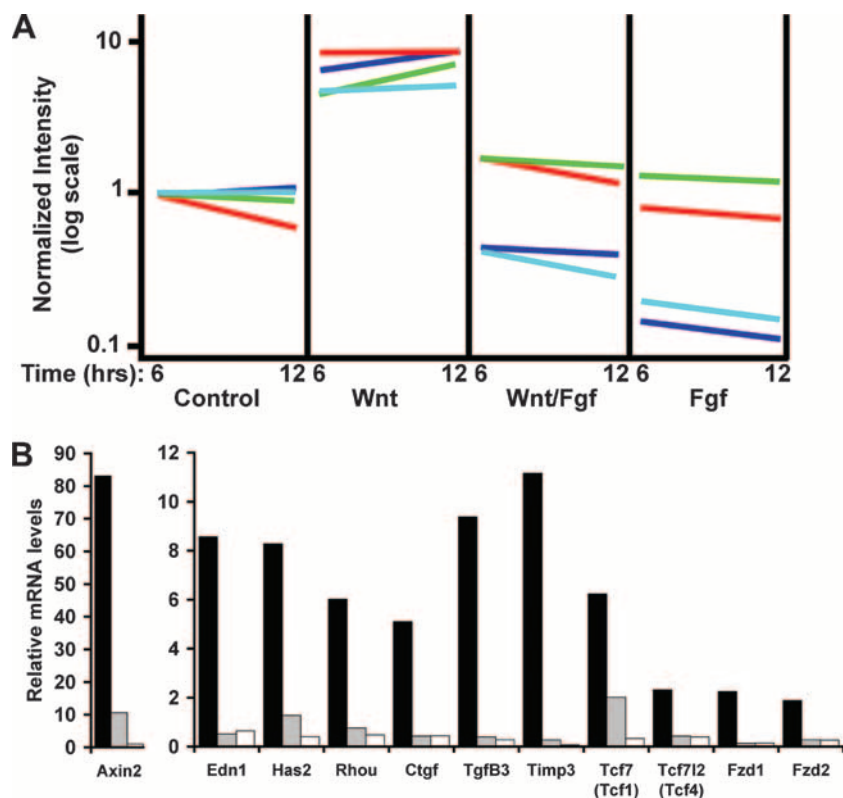 A
Normalized Intensity
(log scale)
10
1
0.1
Time (hrs): 6 12 6 12 6 12 6 12
Control Wnt Wnt/Fgf Fgf
B
Relative mRNA levels
90
80
70
60
50
40
30
20
10
0
12
10
8
6
4
2
0
Axin2 Edn1 Has2 Rhou Ctgf TgfB3 Timp3 Tcf7 Tcf7l2 Fzd1 Fzd2
(Tcf1) (Tcf4)